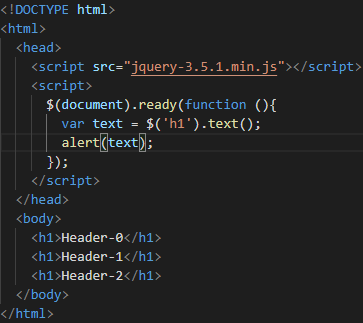 <!DOCTYPE html>
<html>
<head>
<script src="jquery-3.5.1.min.js"></script>
<script>
$(document).ready(function (){
var text = $('h1').text();
alert(text);
});
</script>
</head>
<body>
<h1>Header-0</h1>
<h1>Header-1</h1>
<h1>Header-2</h1>
</body>
</html>